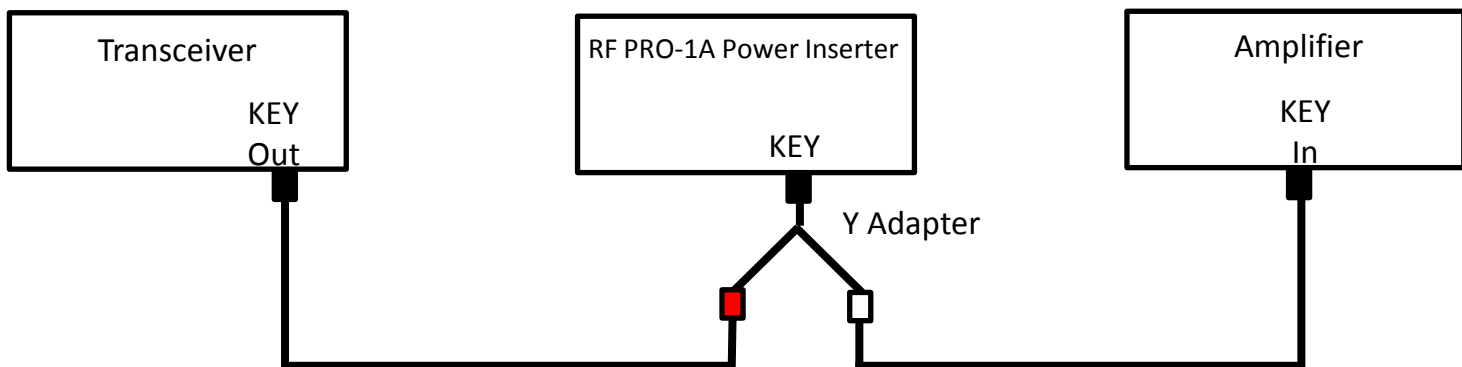 Transceiver
KEY
Out
RF PRO-1A Power Inserter
KEY
Y Adapter
Amplifier
KEY
In